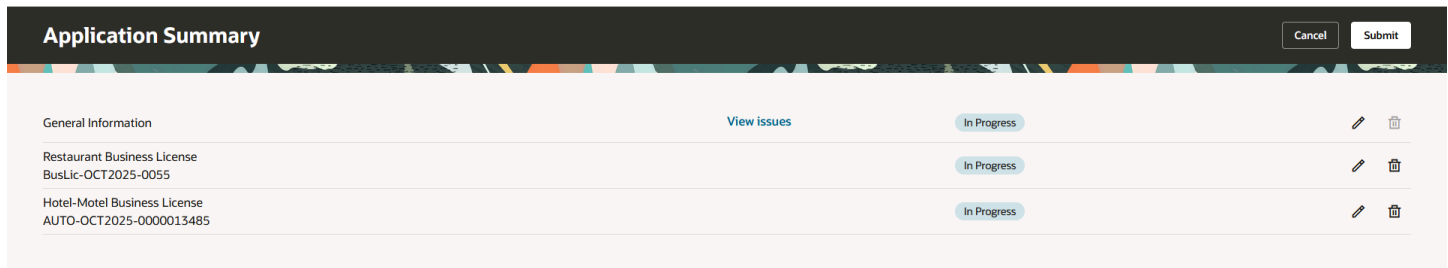 Application Summary
Cancel
Submit
General Information
View issues
In Progress
Restaurant Business License
BusLic-OCT2025-0055
In Progress
Hotel-Motel Business License
AUTO-OCT2025-0000013485
In Progress